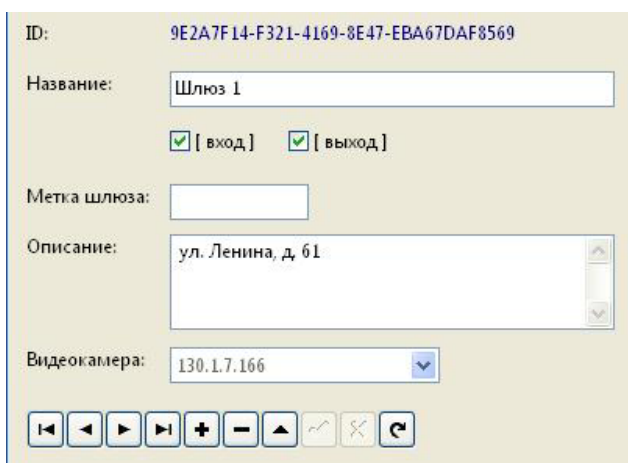 ID: 9E2A7F14-F321-4169-8E47-EBA67DAF8569
Название: Шлюз 1
[ вход ] [ выход ]
Метка шлюза:
Описание: ул. Ленина, д. 61
Видеокамера: 130.1.7.166